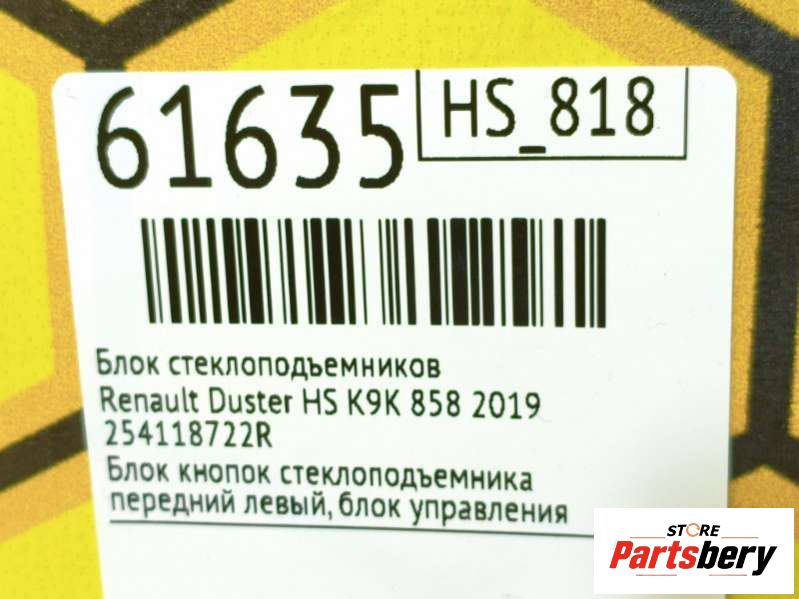 61635
HS_818
Блок стеклоподъемников
Renault Duster HS K9K 858 2019
254118722R
Блок кнопок стеклоподъемника
передний левый, блок управления
STORE
Partsbery